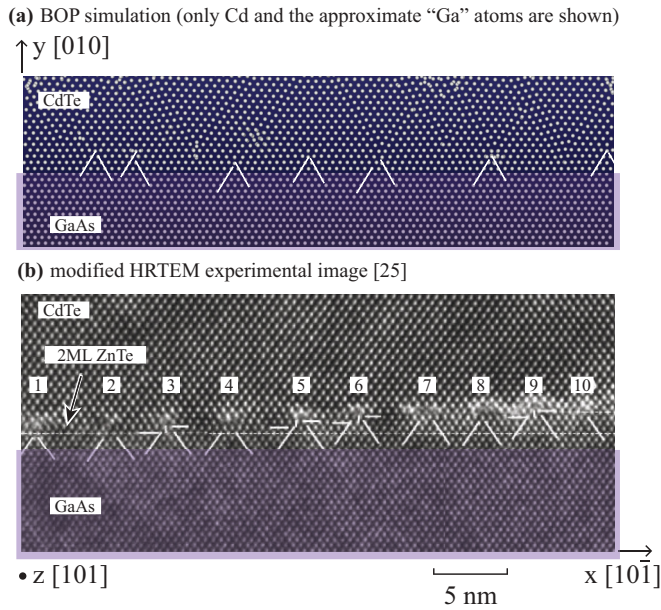 (a) BOP simulation (only Cd and the approximate “Ga” atoms are shown)
y [010]
CdTe
GaAs
(b) modified HRTEM experimental image [25]
CdTe
2ML ZnTe
1 2 3 4 5 6 7 8 9 10
GaAs
z [101] x [101̅]
5 nm